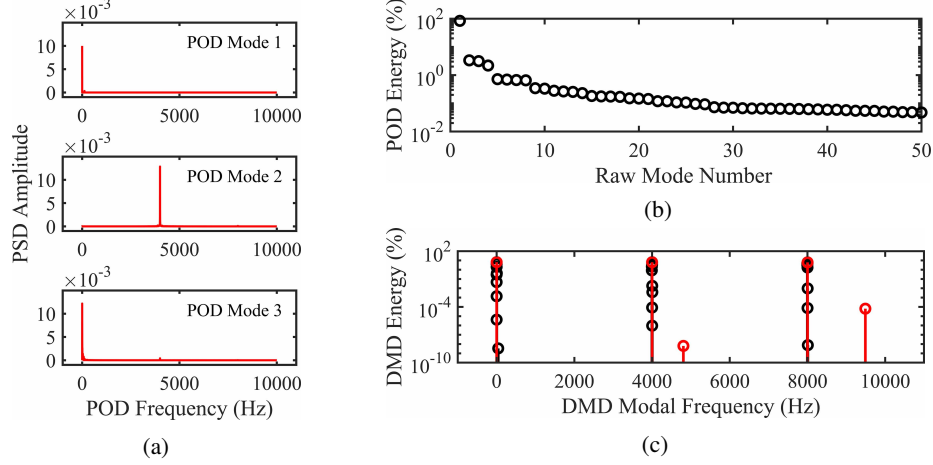 PSD Amplitude
×10⁻³
POD Mode 1
10
5
0
0 5000 10000
×10⁻³
POD Mode 2
10
5
0
0 5000 10000
×10⁻³
POD Mode 3
10
5
0
0 5000 10000
POD Frequency (Hz)
(a)
POD Energy (%)
10²
10⁰
10⁻²
0 10 20 30 40 50
Raw Mode Number
(b)
DMD Energy (%)
10²
10⁻⁴
10⁻¹⁰
0 2000 4000 6000 8000 10000
DMD Modal Frequency (Hz)
(c)